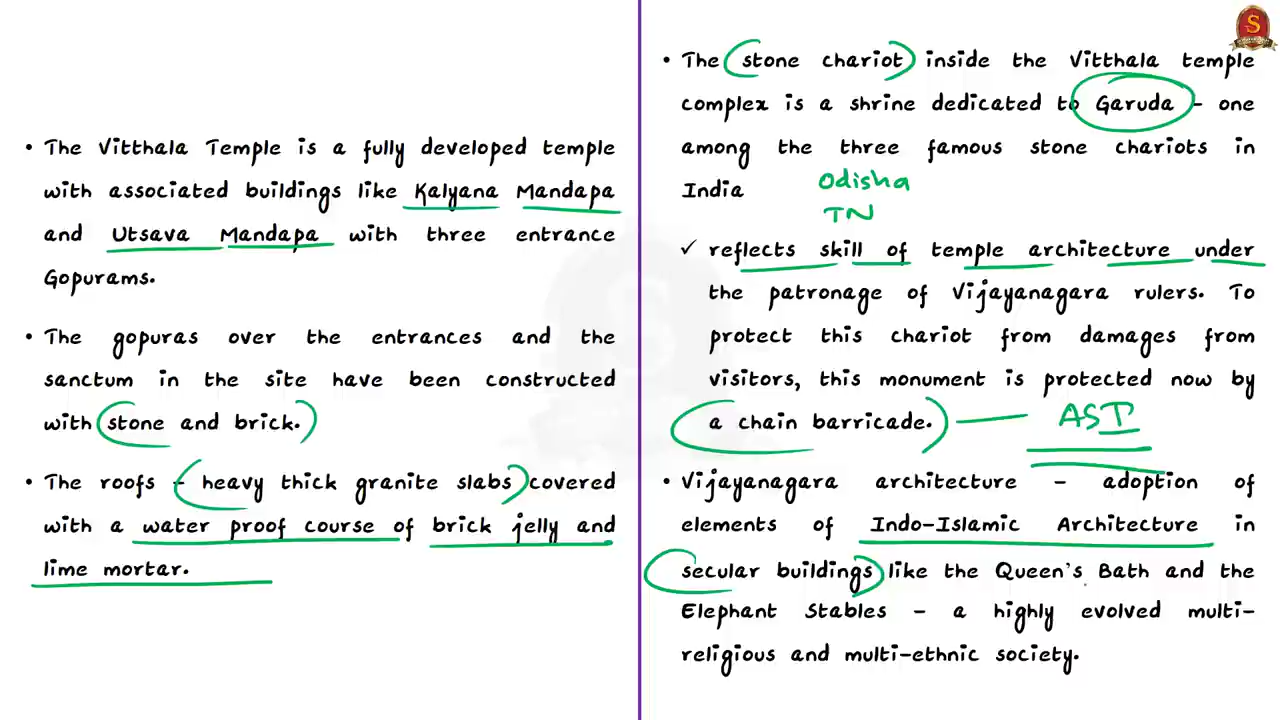 • The Vitthala Temple is a fully developed temple
with associated buildings like Kalyana Mandapa
and Utsava Mandapa with three entrance
Gopurams.
• The gopuras over the entrances and the
sanctum in the site have been constructed
with stone and brick.
• The roofs - heavy thick granite slabs covered
with a water proof course of brick jelly and
lime mortar.
• The stone chariot inside the Vitthala temple
complex is a shrine dedicated to Garuda - one
among the three famous stone chariots in
India
Odisha
TN
✓ reflects skill of temple architecture under
the patronage of Vijayanagara rulers. To
protect this chariot from damages from
visitors, this monument is protected now by
a chain barricade. — ASI
• Vijayanagara architecture - adoption of
elements of Indo-Islamic Architecture in
secular buildings like the Queen's Bath and the
Elephant Stables - a highly evolved multi-
religious and multi-ethnic society.
S